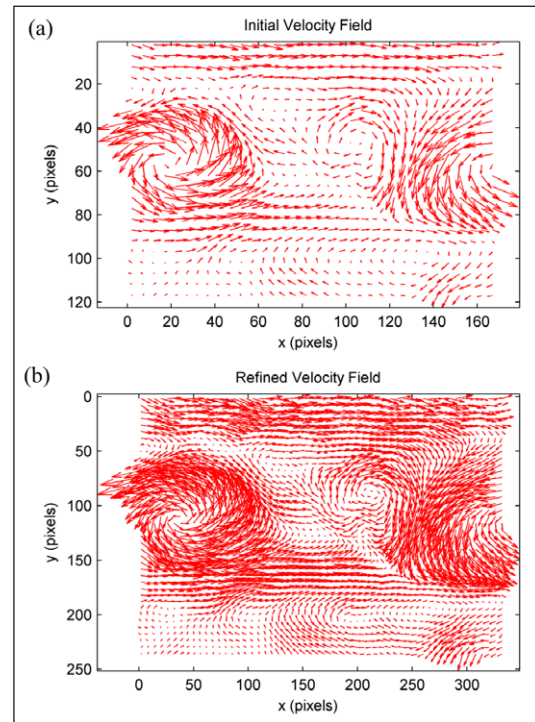 (a)
Initial Velocity Field
20
40
60
80
100
120
y (pixels)
0 20 40 60 80 100 120 140 160
x (pixels)
(b)
Refined Velocity Field
0
50
100
150
200
250
y (pixels)
0 50 100 150 200 250 300
x (pixels)